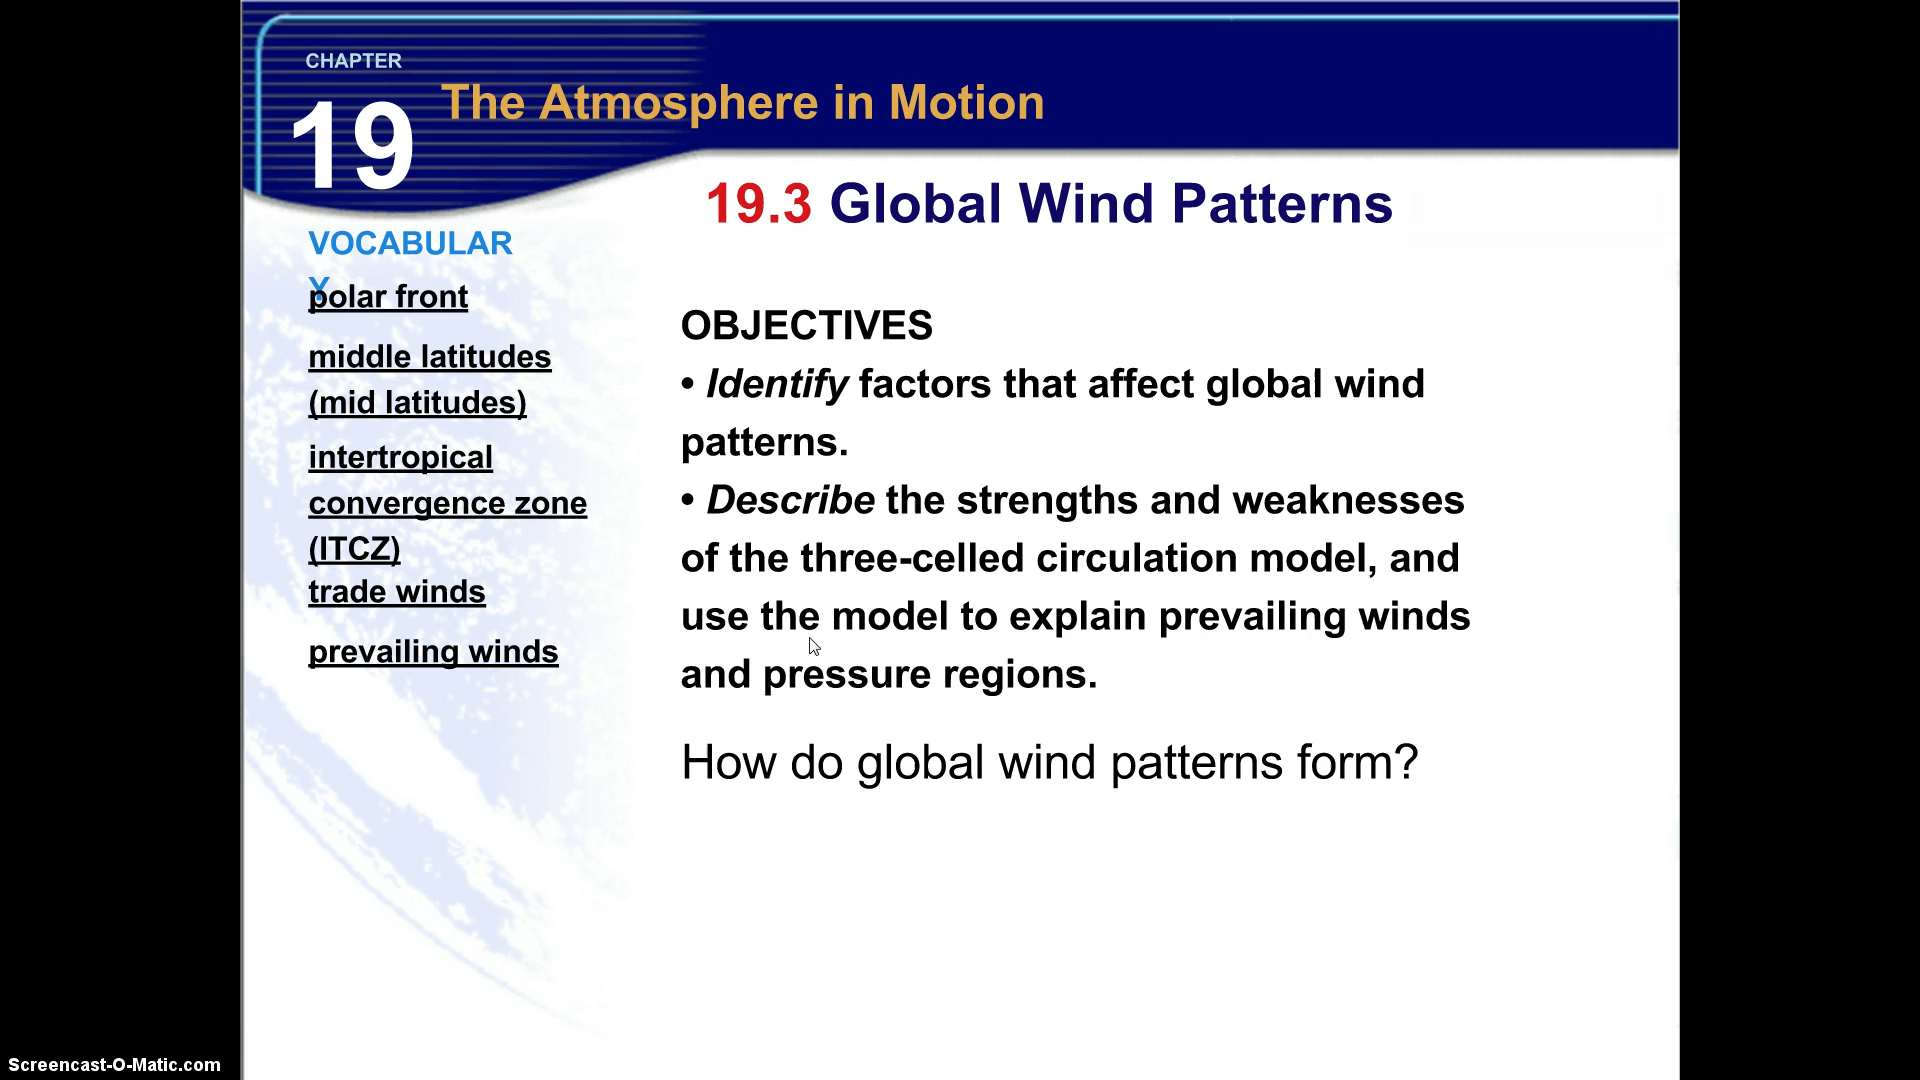 CHAPTER
19
The Atmosphere in Motion
19.3 Global Wind Patterns
VOCABULAR
Y
polar front
middle latitudes
(mid latitudes)
intertropical
convergence zone
(ITCZ)
trade winds
prevailing winds
OBJECTIVES
• Identify factors that affect global wind
patterns.
• Describe the strengths and weaknesses
of the three-celled circulation model, and
use the model to explain prevailing winds
and pressure regions.
How do global wind patterns form?
Screencast-O-Matic.com